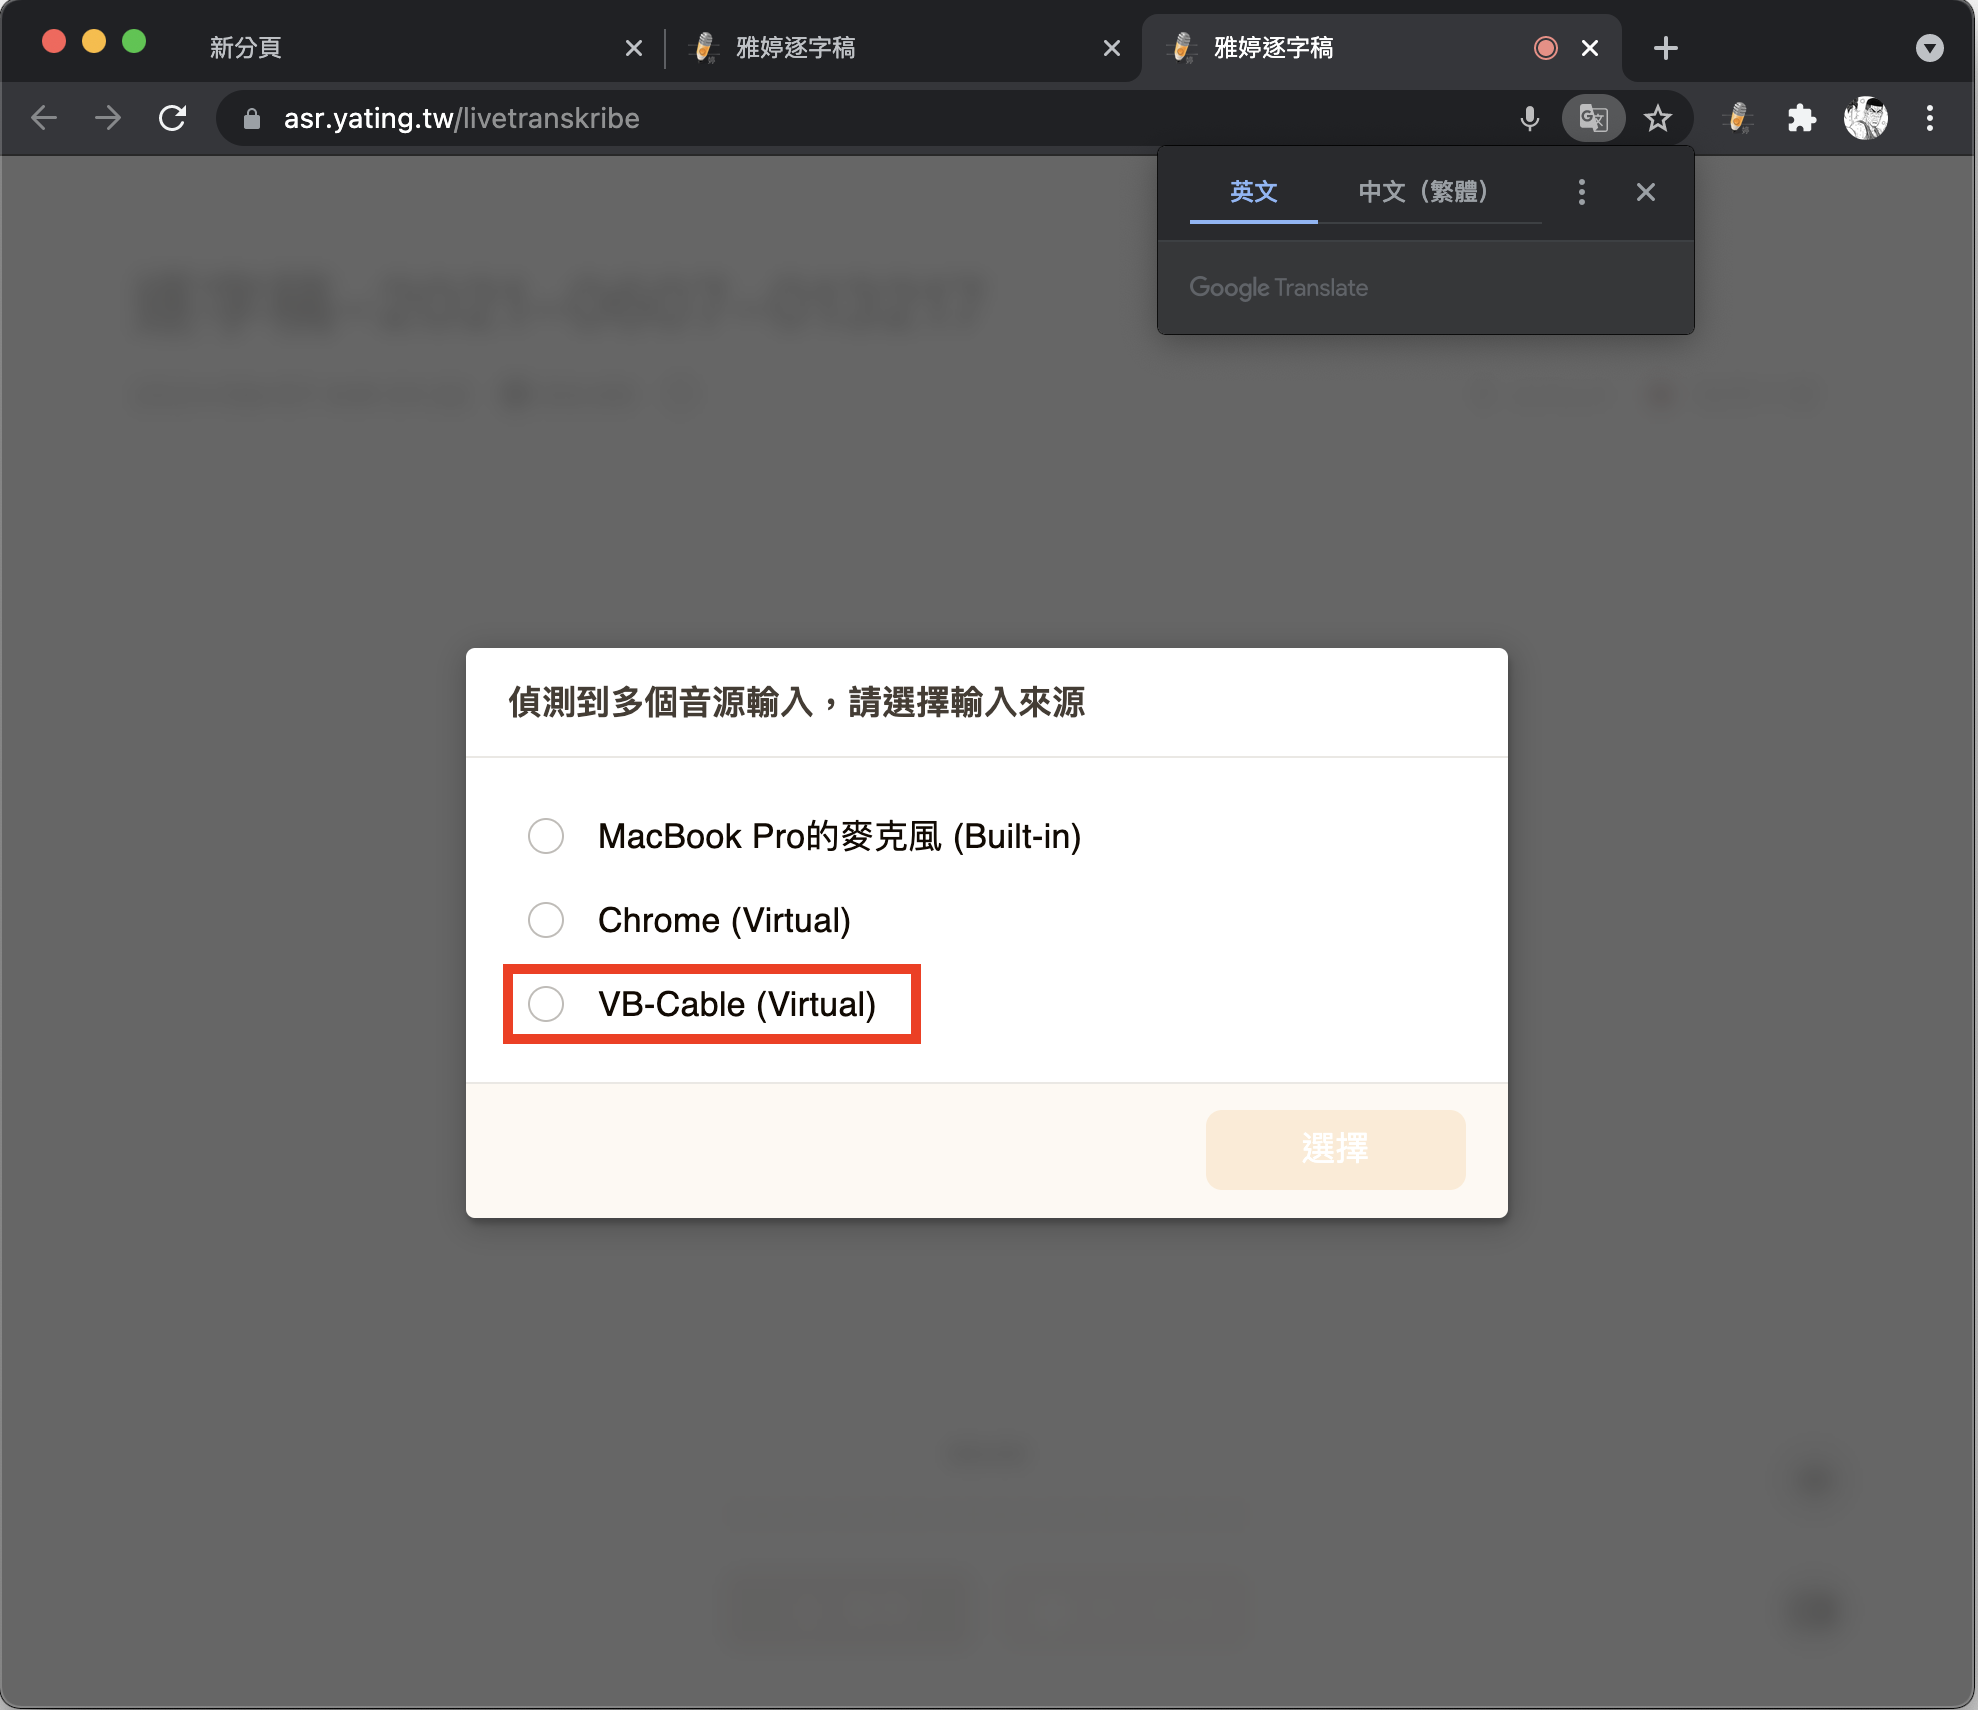 新分頁
雅婷逐字稿
雅婷逐字稿
asr.yating.tw/livetranskribe
英文
中文（繁體）
Google Translate
偵測到多個音源輸入，請選擇輸入來源
MacBook Pro的麥克風 (Built-in)
Chrome (Virtual)
VB-Cable (Virtual)
選擇